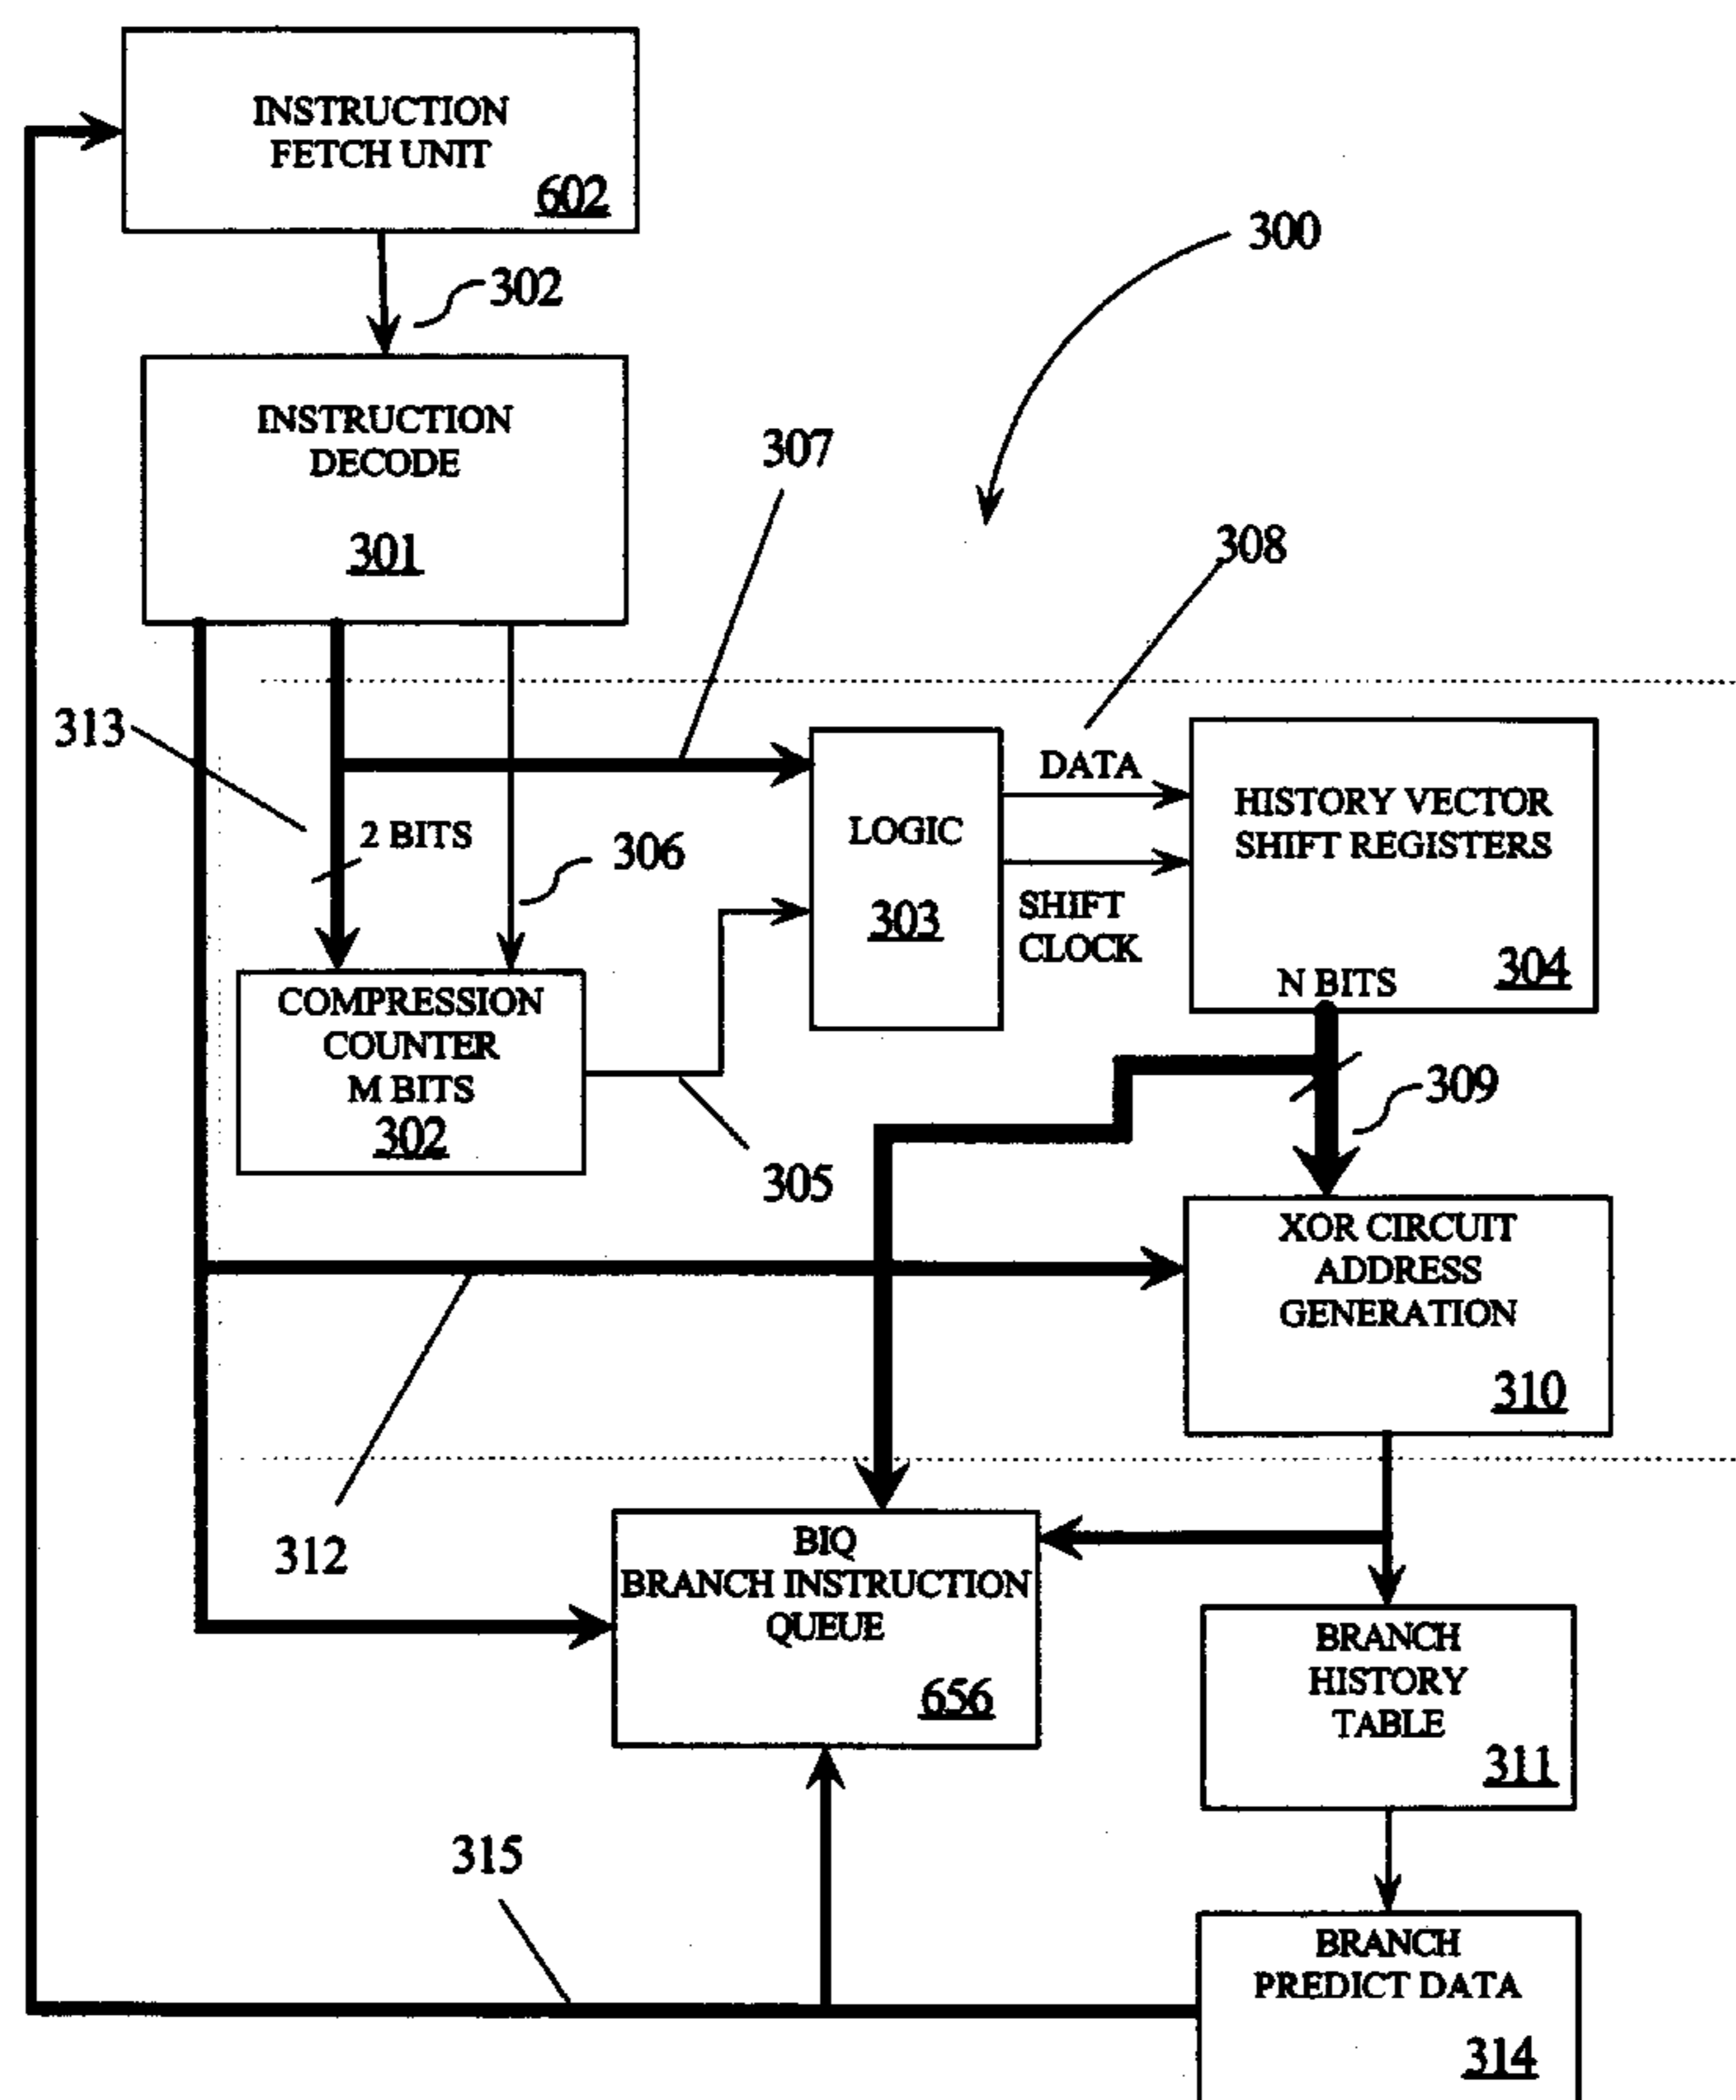 INSTRUCTION
FETCH UNIT
602
300
302
INSTRUCTION
DECODE
301
307
308
313
2 BITS
306
LOGIC
303
DATA
SHIFT
CLOCK
HISTORY VECTOR
SHIFT REGISTERS
304
N BITS
COMPRESSION
COUNTER
M BITS
302
305
309
XOR CIRCUIT
ADDRESS
GENERATION
310
312
BIQ
BRANCH INSTRUCTION
QUEUE
656
BRANCH
HISTORY
TABLE
311
315
BRANCH
PREDICT DATA
314